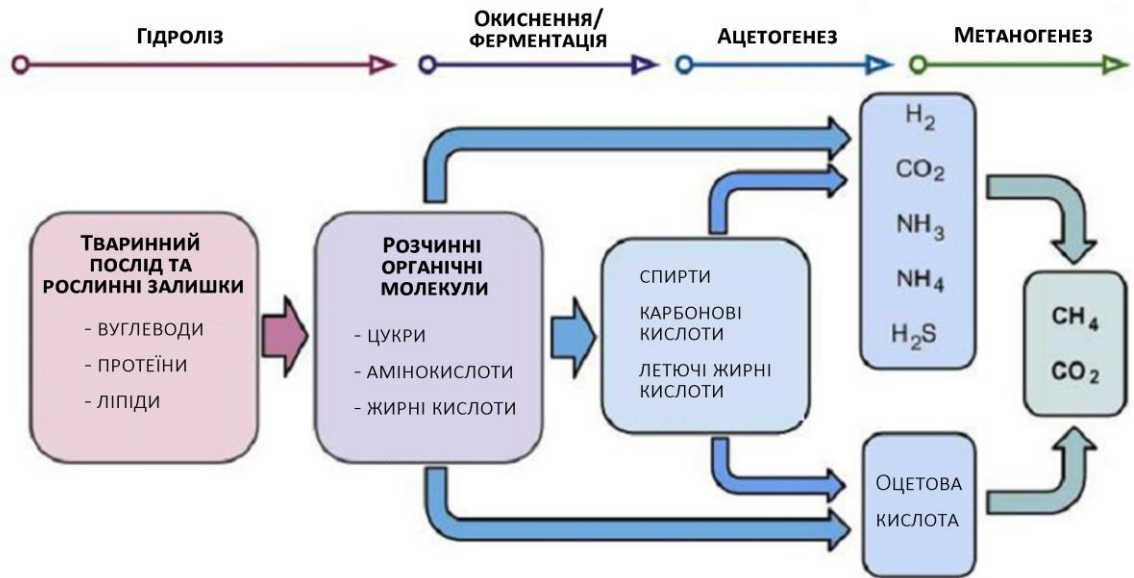 Гідроліз
Окиснення/
ферментація
Ацетогенез
Метаногенез
Тваринний
послід та
рослинні залишки
- вуглеводи
- протеїни
- ліпіди
Розчинні
органічні
молекули
- цукри
- амінокислоти
- жирні кислоти
спирти
карбонові
кислоти
летючі жирні
кислоти
H₂
CO₂
NH₃
NH₄
H₂S
Оцетова
кислота
CH₄
CO₂